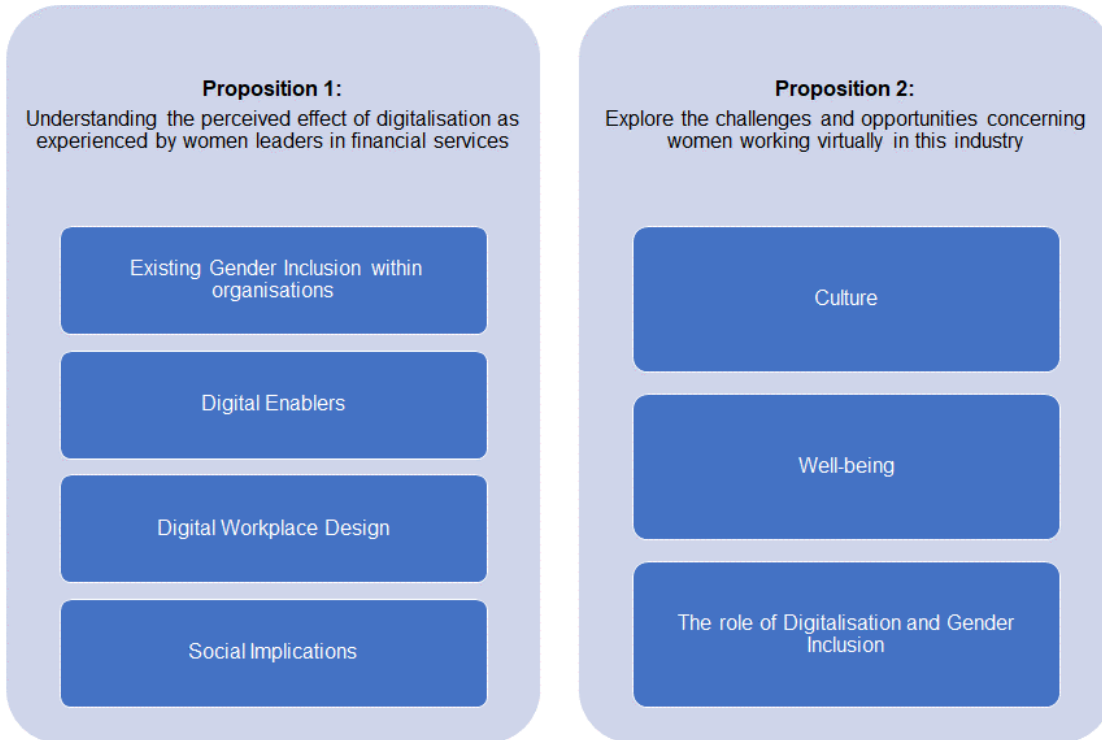 Proposition 1:
Understanding the perceived effect of digitalisation as
experienced by women leaders in financial services
Existing Gender Inclusion within
organisations
Digital Enablers
Digital Workplace Design
Social Implications
Proposition 2:
Explore the challenges and opportunities concerning
women working virtually in this industry
Culture
Well-being
The role of Digitalisation and Gender
Inclusion